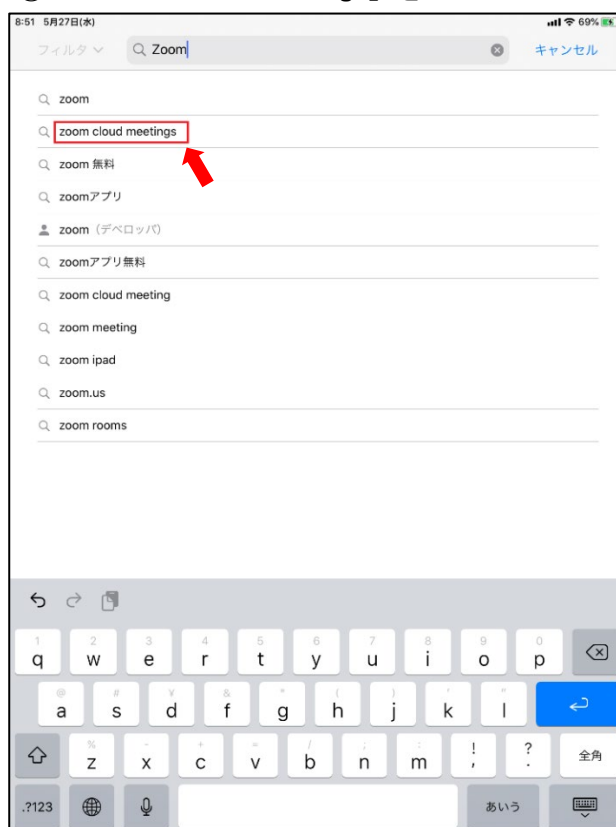 8:51 5月27日(水) 69%
フィルタ Zoom キャンセル
zoom
zoom cloud meetings
zoom 無料
zoomアプリ
zoom（デベロッパ）
zoomアプリ無料
zoom cloud meeting
zoom meeting
zoom ipad
zoom.us
zoom rooms
1 2 3 4 5 6 7 8 9 0
q w e r t y u i o p
@ # ¥ & * ( ) ' "
a s d f g h j k l
% - + = / ; : ! ?
z x c v b n m , . 全角
.?123 あいう